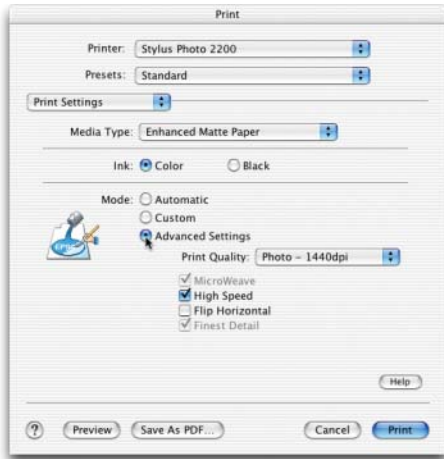 Print
Printer: Stylus Photo 2200
Presets: Standard
Print Settings
Media Type: Enhanced Matte Paper
Ink: Color Black
Mode: Automatic
Custom
Advanced Settings
Print Quality: Photo – 1440dpi
MicroWeave
High Speed
Flip Horizontal
Finest Detail
Help
? Preview Save As PDF... Cancel Print